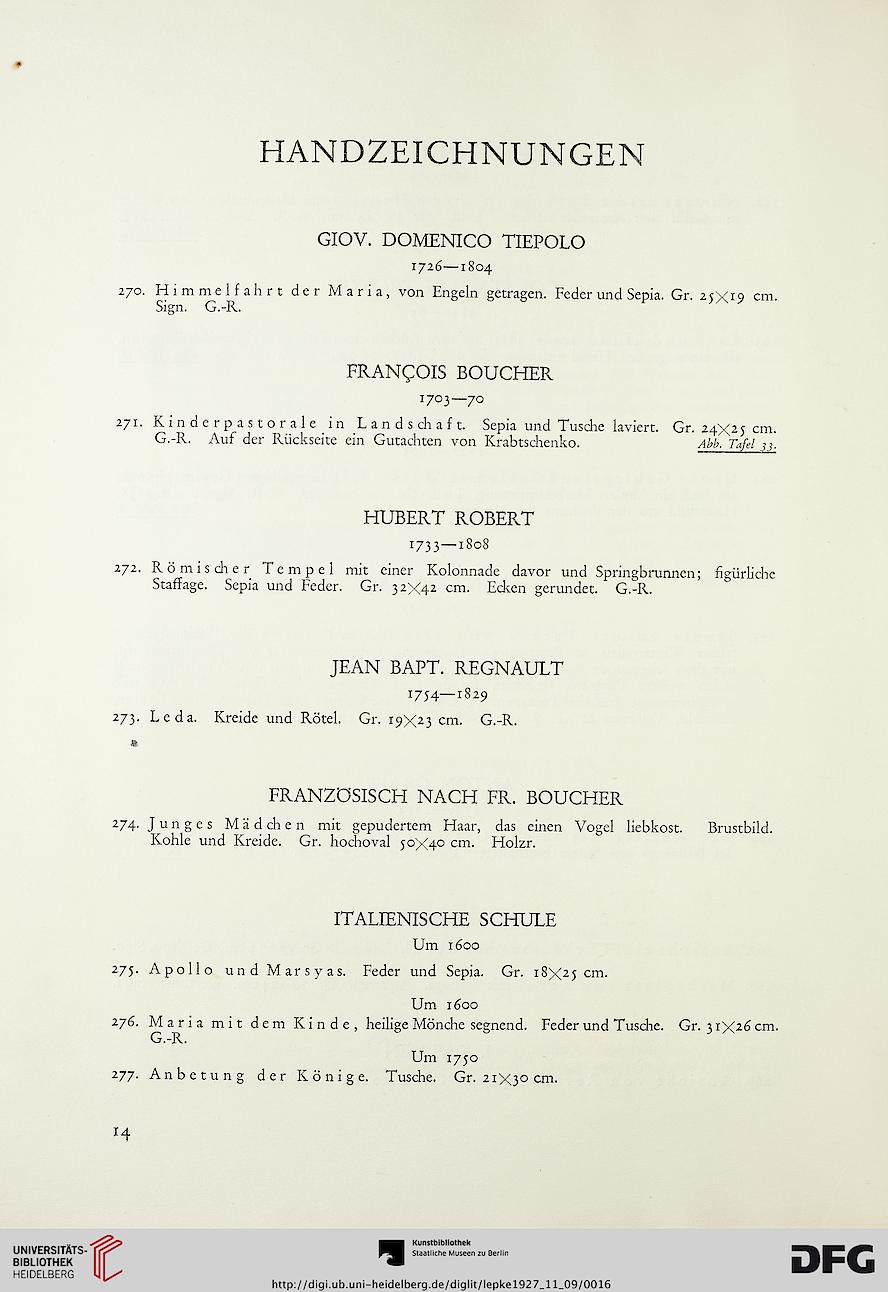 HANDZEICHNUNGEN
GIOV. DOMENICO TIEPOLO
1726—1804
270. Himmelfahrt der Maria, von Engeln getragen. Feder und Sepia. Gr. 25×19 cm.
Sign. G.-R.
FRANÇOIS BOUCHER
1703—70
271. Kinderpastorale in Landschaft. Sepia und Tusche laviert. Gr. 24×25 cm.
G.-R. Auf der Rückseite ein Gutachten von Krabtschenko. Abb. Tafel 33.
HUBERT ROBERT
1733—1808
272. Römischer Tempel mit einer Kolonnade davor und Springbrunnen; figürliche
Staffage. Sepia und Feder. Gr. 32×42 cm. Ecken gerundet. G.-R.
JEAN BAPT. REGNAULT
1754—1829
273. Leda. Kreide und Rötel. Gr. 19×23 cm. G.-R.
FRANZÖSISCH NACH FR. BOUCHER
274. Junges Mädchen mit gepudertem Haar, das einen Vogel liebkost. Brustbild.
Kohle und Kreide. Gr. hochoval 50×40 cm. Holzr.
ITALIENISCHE SCHULE
Um 1600
275. Apollo und Marsyas. Feder und Sepia. Gr. 18×25 cm.
Um 1600
276. Maria mit dem Kinde, heilige Mönche segnend. Feder und Tusche. Gr. 31×26 cm.
G.-R.
Um 1750
277. Anbetung der Könige. Tusche. Gr. 21×30 cm.
14
UNIVERSITÄTS-
BIBLIOTHEK
HEIDELBERG
Kunstbibliothek
Staatliche Museen zu Berlin
DFG
http://digi.ub.uni-heidelberg.de/diglit/lepke1927_11_09/0016